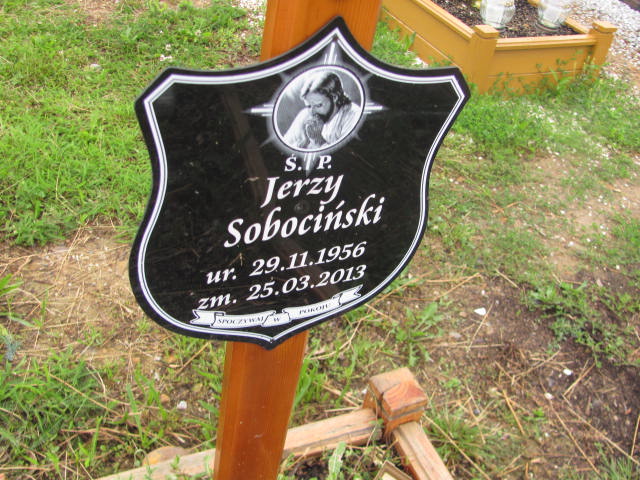 Ś. P.
Jerzy
Sobociński
ur. 29.11.1956
zm. 25.03.2013
SPOCZYWAJ W POKOJU